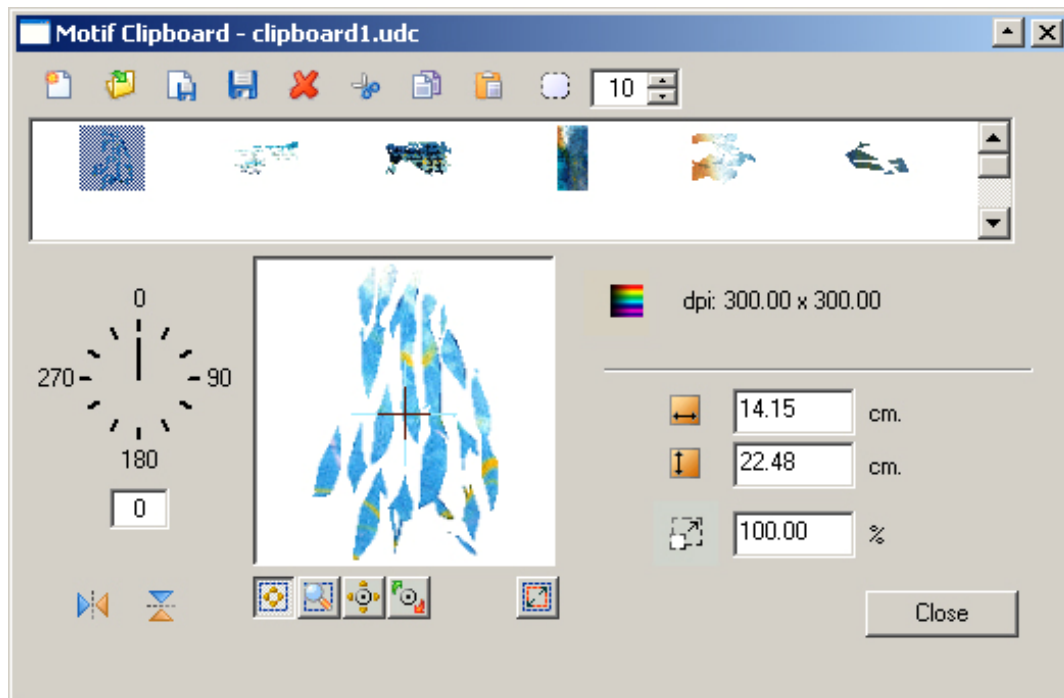 Motif Clipboard - clipboard1.udc
10
0
270
90
180
0
dpi: 300.00 x 300.00
14.15 cm.
22.48 cm.
100.00 %
Close